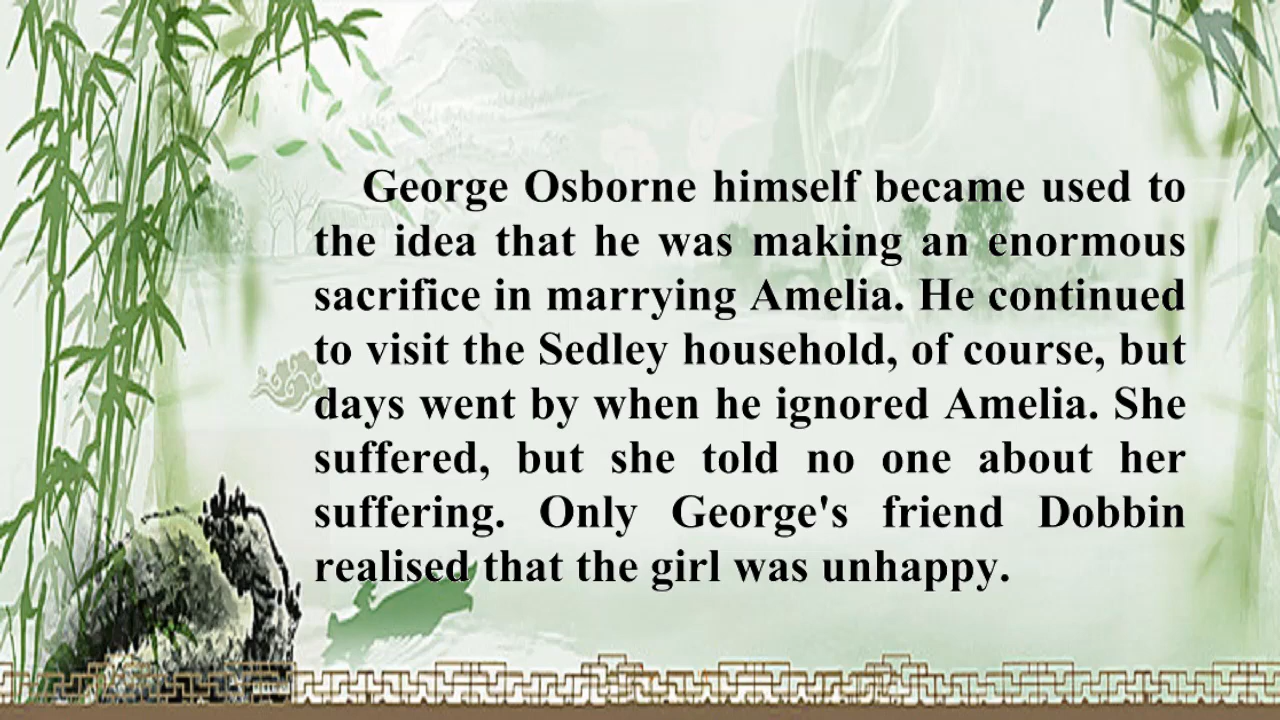 George Osborne himself became used to
the idea that he was making an enormous
sacrifice in marrying Amelia. He continued
to visit the Sedley household, of course, but
days went by when he ignored Amelia. She
suffered, but she told no one about her
suffering. Only George's friend Dobbin
realised that the girl was unhappy.